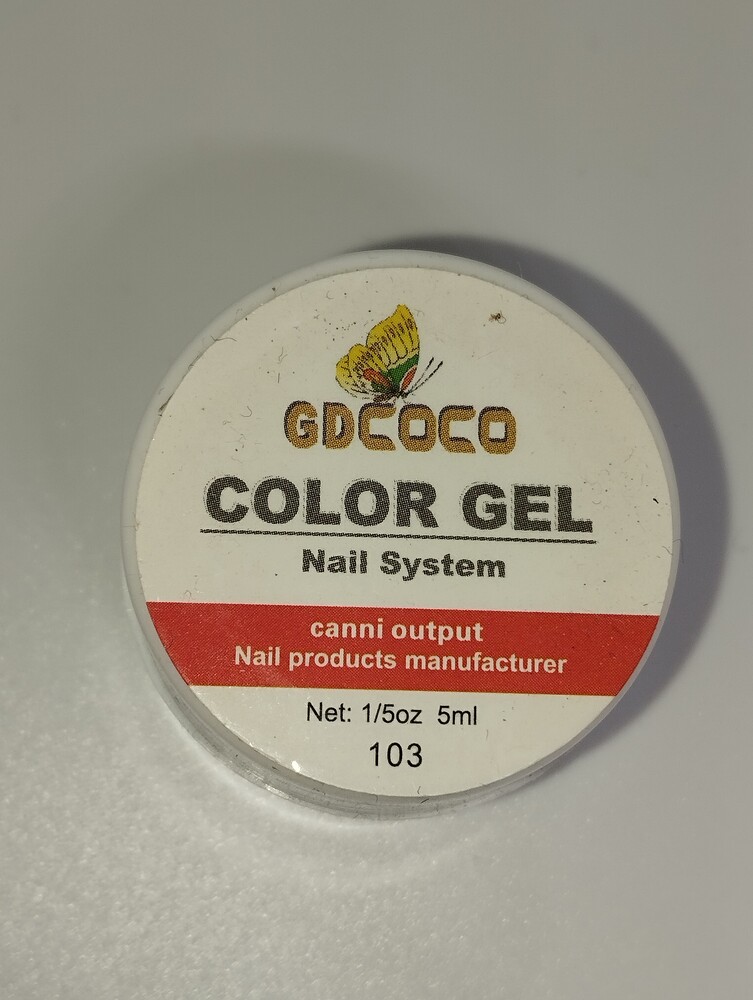 GDCOCO
COLOR GEL
Nail System
canni output
Nail products manufacturer
Net: 1/5oz 5ml
103